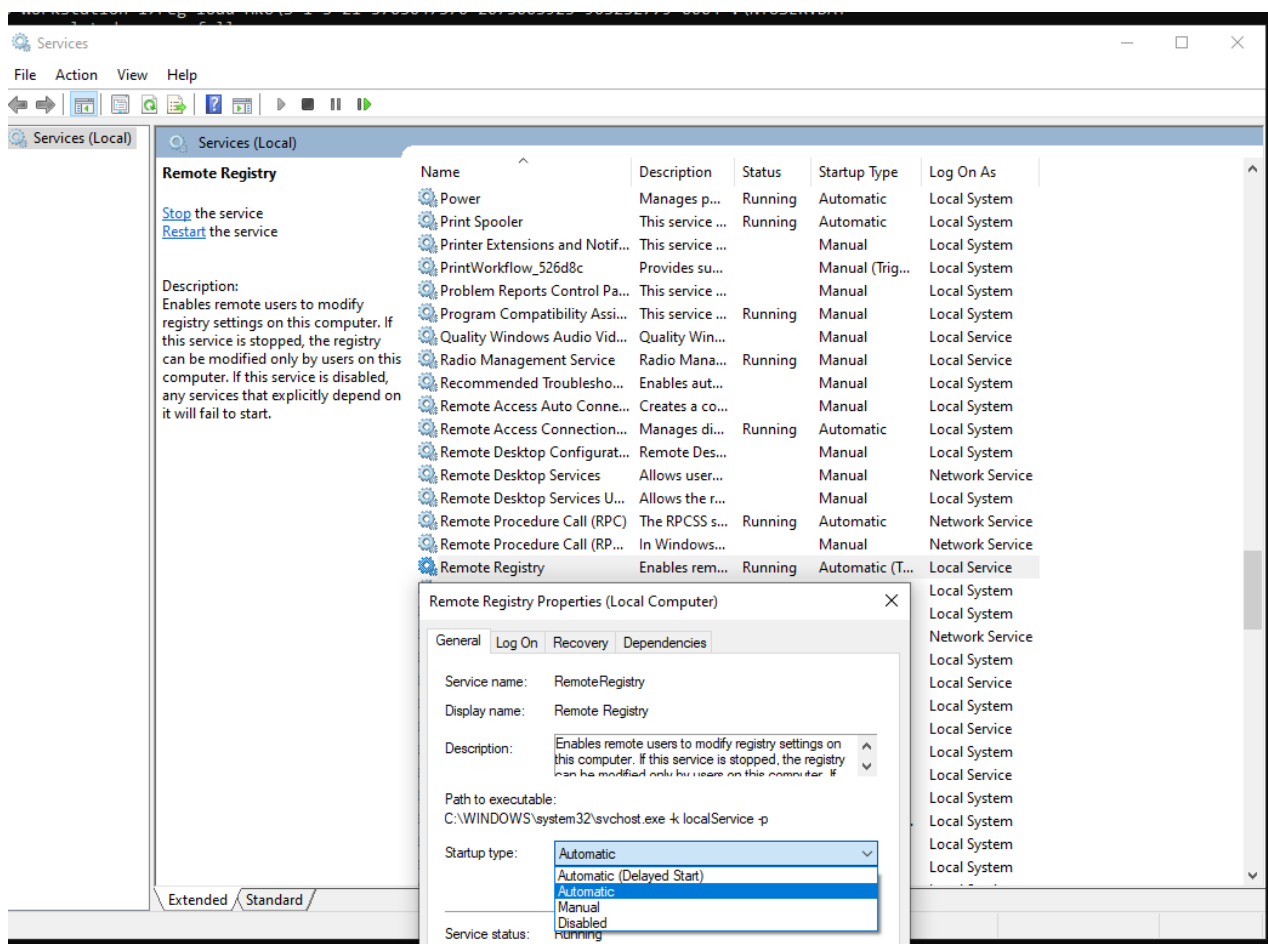 Services
File Action View Help
Services (Local)
Services (Local)
Remote Registry
Stop the service
Restart the service
Description:
Enables remote users to modify
registry settings on this computer. If
this service is stopped, the registry
can be modified only by users on this
computer. If this service is disabled,
any services that explicitly depend on
it will fail to start.
Name Description Status Startup Type Log On As
Power Manages p... Running Automatic Local System
Print Spooler This service ... Running Automatic Local System
Printer Extensions and Notif... This service ... Manual Local System
PrintWorkflow_526d8c Provides su... Manual (Trig... Local System
Problem Reports Control Pa... This service ... Manual Local System
Program Compatibility Assi... This service ... Running Manual Local System
Quality Windows Audio Vid... Quality Win... Manual Local Service
Radio Management Service Radio Mana... Running Manual Local Service
Recommended Troublesho... Enables aut... Manual Local System
Remote Access Auto Conne... Creates a co... Manual Local System
Remote Access Connection... Manages di... Running Automatic Local System
Remote Desktop Configurat... Remote Des... Manual Local System
Remote Desktop Services Allows user... Manual Network Service
Remote Desktop Services U... Allows the r... Manual Local System
Remote Procedure Call (RPC) The RPCSS s... Running Automatic Network Service
Remote Procedure Call (RP... In Windows... Manual Network Service
Remote Registry Enables rem... Running Automatic (T... Local Service
Local System
Local System
Network Service
Local System
Local Service
Local System
Local Service
Local System
Local Service
Local System
Local System
Local System
Local System
Remote Registry Properties (Local Computer)
General Log On Recovery Dependencies
Service name: RemoteRegistry
Display name: Remote Registry
Description: Enables remote users to modify registry settings on
this computer. If this service is stopped, the registry
can be modified only by users on this computer. If
Path to executable:
C:\WINDOWS\system32\svchost.exe -k localService -p
Startup type: Automatic
Automatic (Delayed Start)
Automatic
Manual
Disabled
Service status: Running
Extended Standard